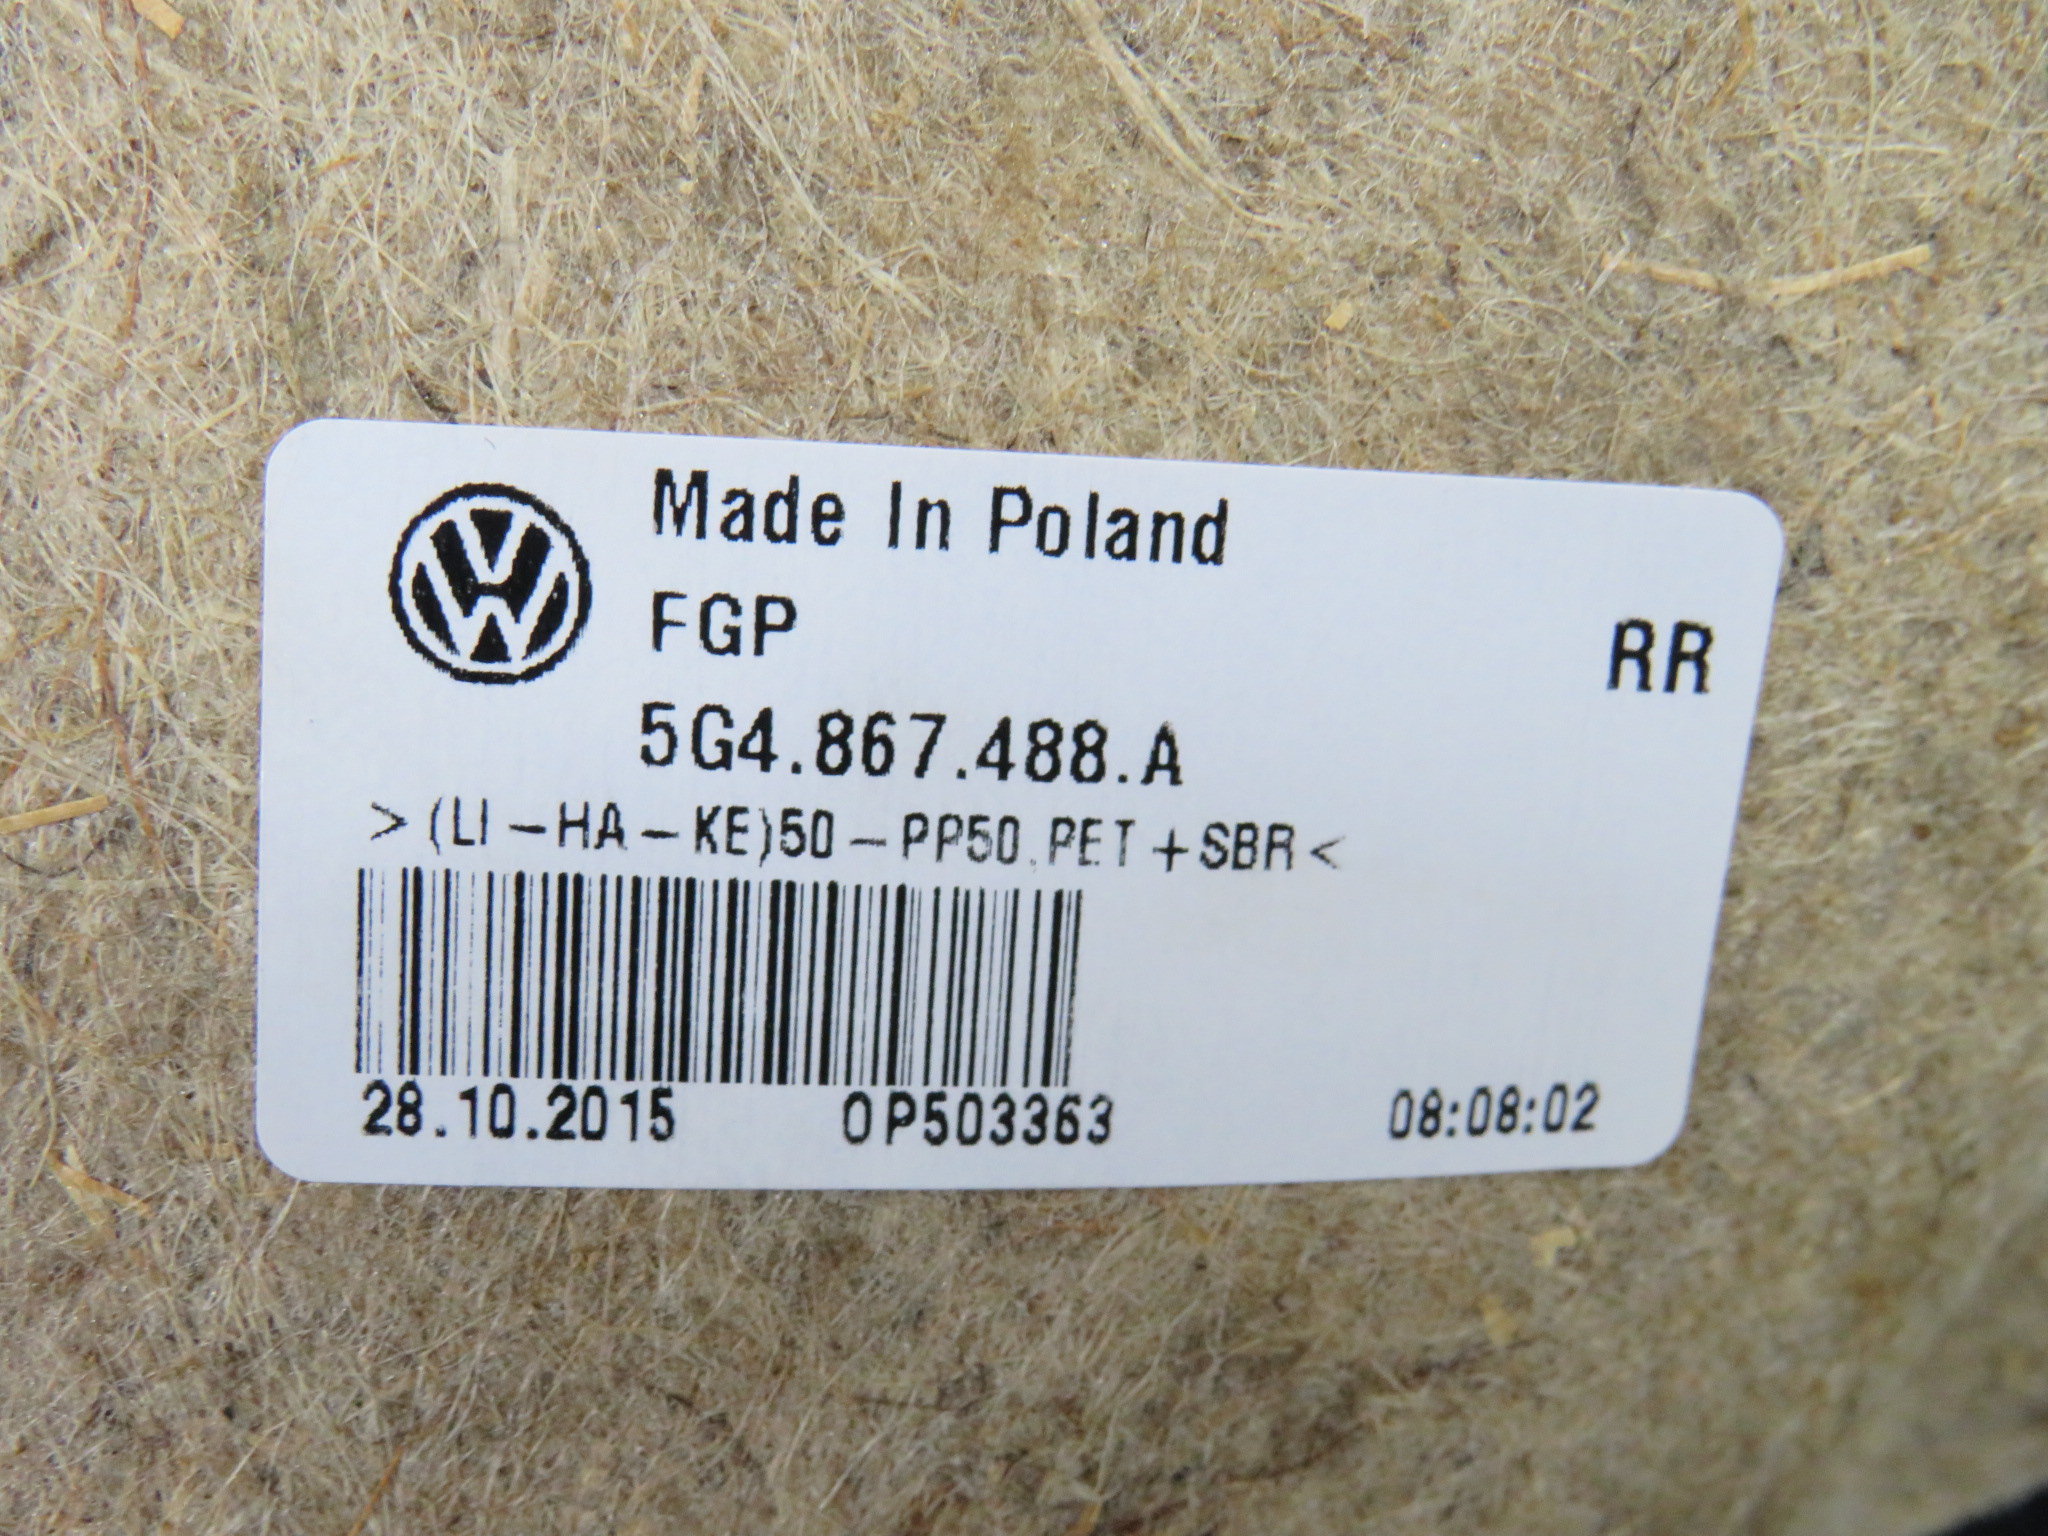 Made In Poland
FGP
RR
5G4.867.488.A
>(LI-HA-KE)50-PP50.PET+SBR<
28.10.2015 0P503363 08:08:02